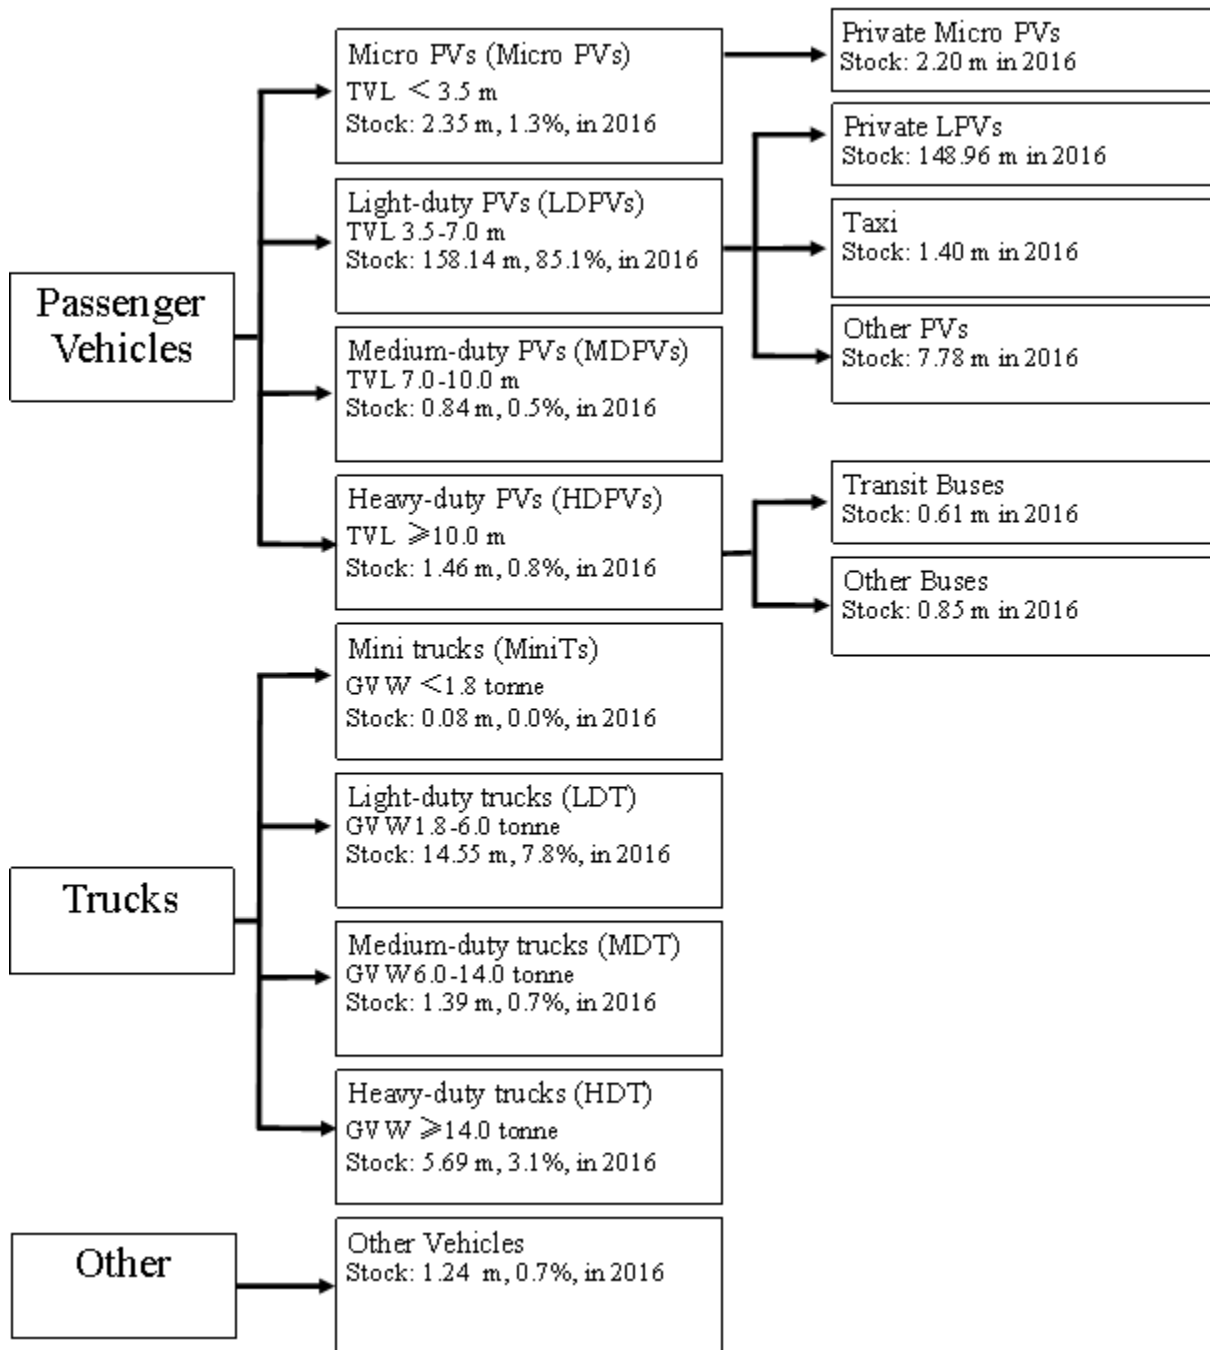 Passenger
Vehicles
Micro PVs (Micro PVs)
TVL < 3.5 m
Stock: 2.35 m, 1.3%, in 2016
Private Micro PVs
Stock: 2.20 m in 2016
Light-duty PVs (LDPVs)
TVL 3.5-7.0 m
Stock: 158.14 m, 85.1%, in 2016
Private LPVs
Stock: 148.96 m in 2016
Taxi
Stock: 1.40 m in 2016
Other PVs
Stock: 7.78 m in 2016
Medium-duty PVs (MDPVs)
TVL 7.0-10.0 m
Stock: 0.84 m, 0.5%, in 2016
Heavy-duty PVs (HDPVs)
TVL ⩾10.0 m
Stock: 1.46 m, 0.8%, in 2016
Transit Buses
Stock: 0.61 m in 2016
Other Buses
Stock: 0.85 m in 2016
Trucks
Mini trucks (MiniTs)
GVW <1.8 tonne
Stock: 0.08 m, 0.0%, in 2016
Light-duty trucks (LDT)
GVW 1.8-6.0 tonne
Stock: 14.55 m, 7.8%, in 2016
Medium-duty trucks (MDT)
GVW 6.0-14.0 tonne
Stock: 1.39 m, 0.7%, in 2016
Heavy-duty trucks (HDT)
GVW ⩾14.0 tonne
Stock: 5.69 m, 3.1%, in 2016
Other
Other Vehicles
Stock: 1.24 m, 0.7%, in 2016